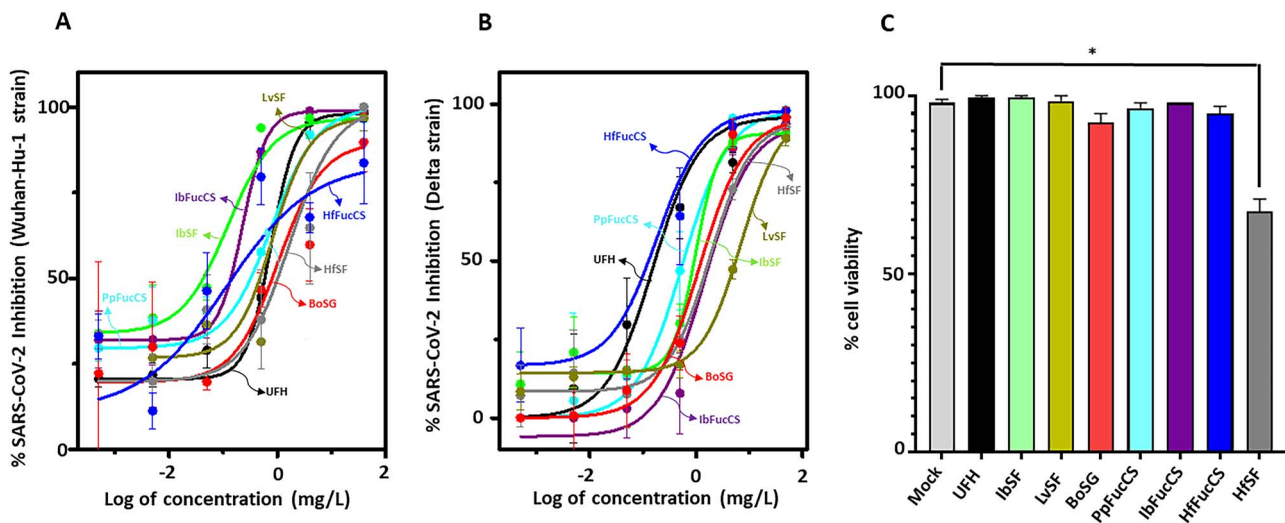 A
% SARS-CoV-2 Inhibition (Wuhan-Hu-1 strain)
100
50
0
-2
0
2
Log of concentration (mg/L)
LvSF
IbFucCS
IbSF
HfFucCS
HfSF
PpFucCS
BoSG
UFH
B
% SARS-CoV-2 Inhibition (Delta strain)
100
50
0
-2
0
2
Log of concentration (mg/L)
HfFucCS
HfSF
PpFucCS
LvSF
UFH
IbSF
BoSG
IbFucCS
C
*
% cell viability
100
50
0
Mock
UFH
IbSF
LvSF
BoSG
PpFucCS
IbFucCS
HfFucCS
HfSF